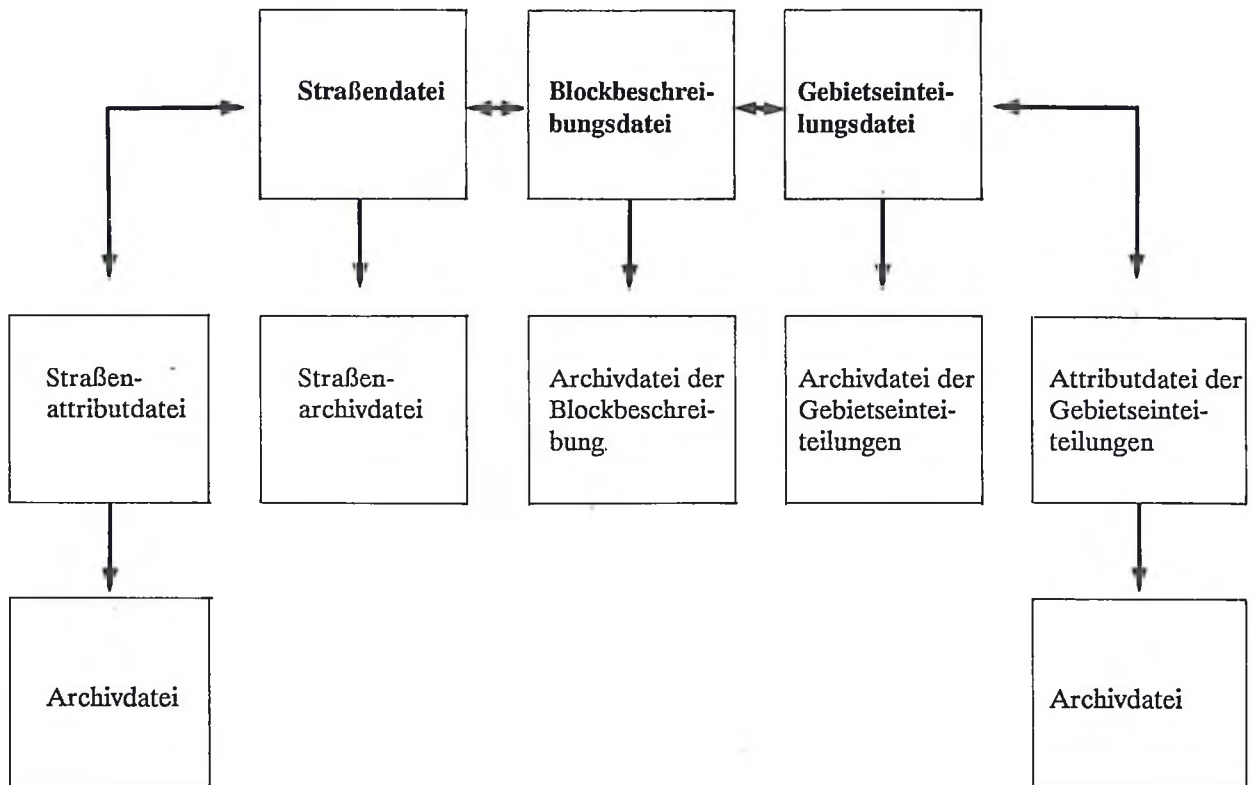 Straßendatei
Blockbeschrei-
bungsdatei
Gebietseintei-
lungsdatei
Straßen-
attributdatei
Straßen-
archivdatei
Archivdatei der
Blockbeschrei-
bung.
Archivdatei der
Gebietseintei-
teilungen
Attributdatei der
Gebietseintei-
teilungen
Archivdatei
Archivdatei